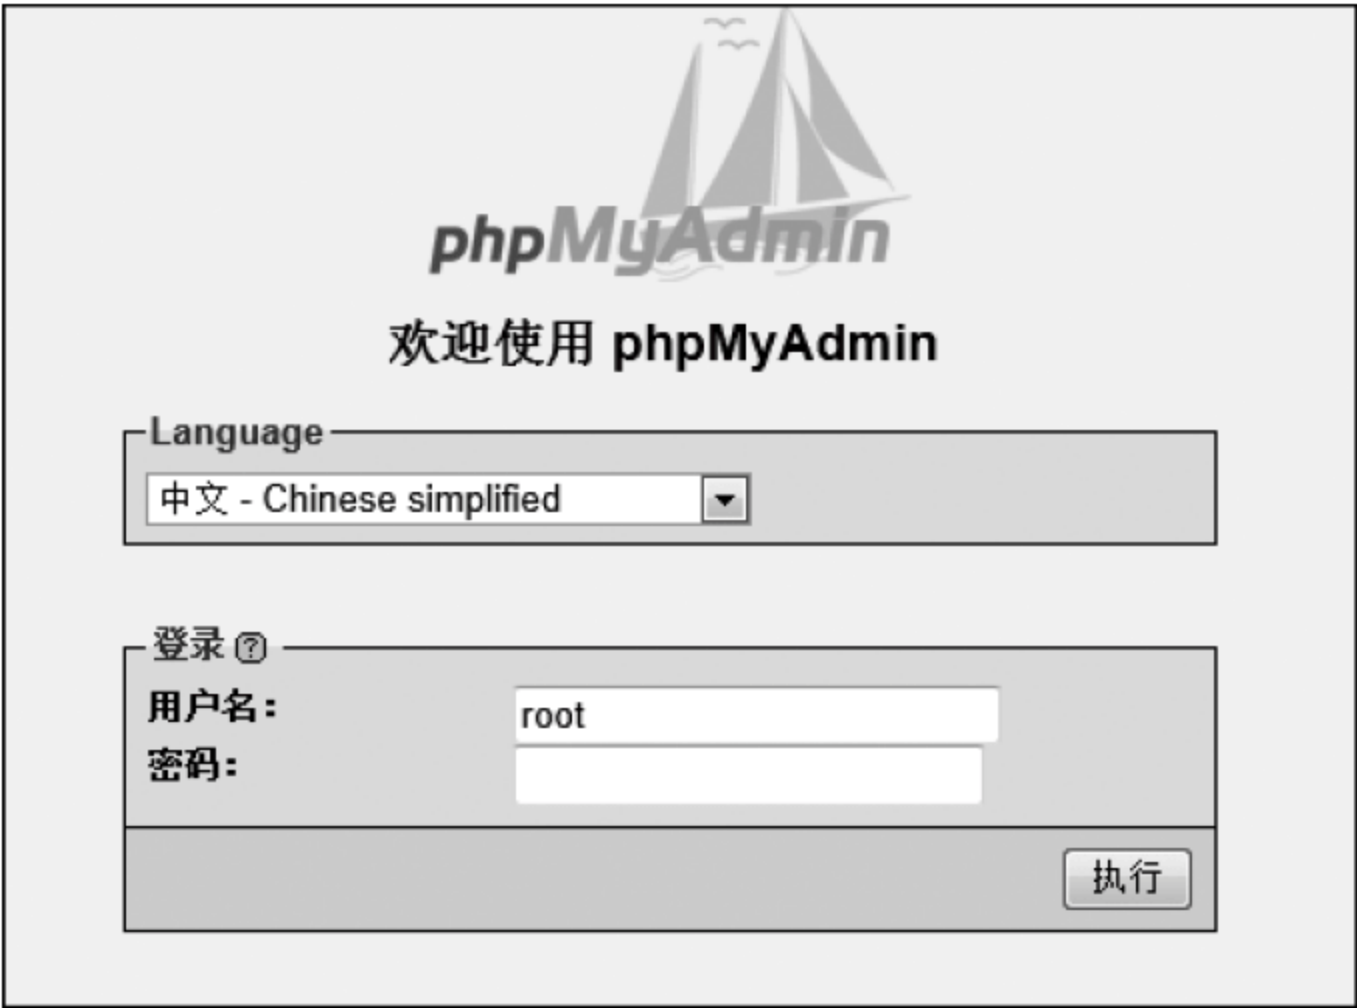 phpMyAdmin
欢迎使用 phpMyAdmin
Language
中文 - Chinese simplified
登录 ?
用户名:
root
密码:
执行